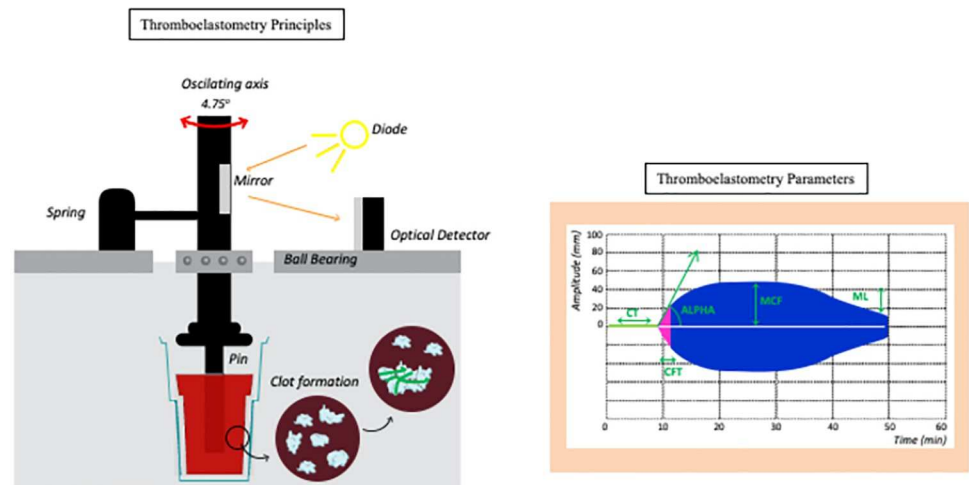 Thromboelastometry Principles
Oscilating axis
4.75°
Diode
Mirror
Spring
Optical Detector
Ball Bearing
Pin
Clot formation
Thromboelastometry Parameters
Amplitude (mm)
100
80
60
40
20
0
CT
ALPHA
MCF
ML
CFT
0
10
20
30
40
50
60
Time (min)